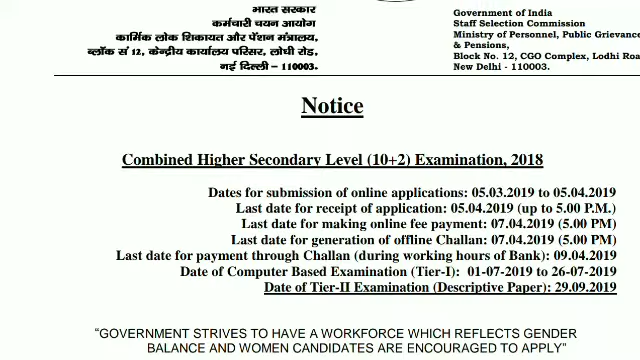 भारत सरकार
कर्मचारी चयन आयोग
कार्मिक लोक शिकायत और पेंशन मंत्रालय,
ब्लॉक सं 12, केन्द्रीय कार्यालय परिसर, लोधी रोड,
नई दिल्ली – 110003.
Government of India
Staff Selection Commission
Ministry of Personnel, Public Grievance
& Pensions,
Block No. 12, CGO Complex, Lodhi Roa
New Delhi - 110003.
Notice
Combined Higher Secondary Level (10+2) Examination, 2018
Dates for submission of online applications: 05.03.2019 to 05.04.2019
Last date for receipt of application: 05.04.2019 (up to 5.00 P.M.)
Last date for making online fee payment: 07.04.2019 (5.00 PM)
Last date for generation of offline Challan: 07.04.2019 (5.00 PM)
Last date for payment through Challan (during working hours of Bank): 09.04.2019
Date of Computer Based Examination (Tier-I): 01-07-2019 to 26-07-2019
Date of Tier-II Examination (Descriptive Paper): 29.09.2019
“GOVERNMENT STRIVES TO HAVE A WORKFORCE WHICH REFLECTS GENDER
BALANCE AND WOMEN CANDIDATES ARE ENCOURAGED TO APPLY”